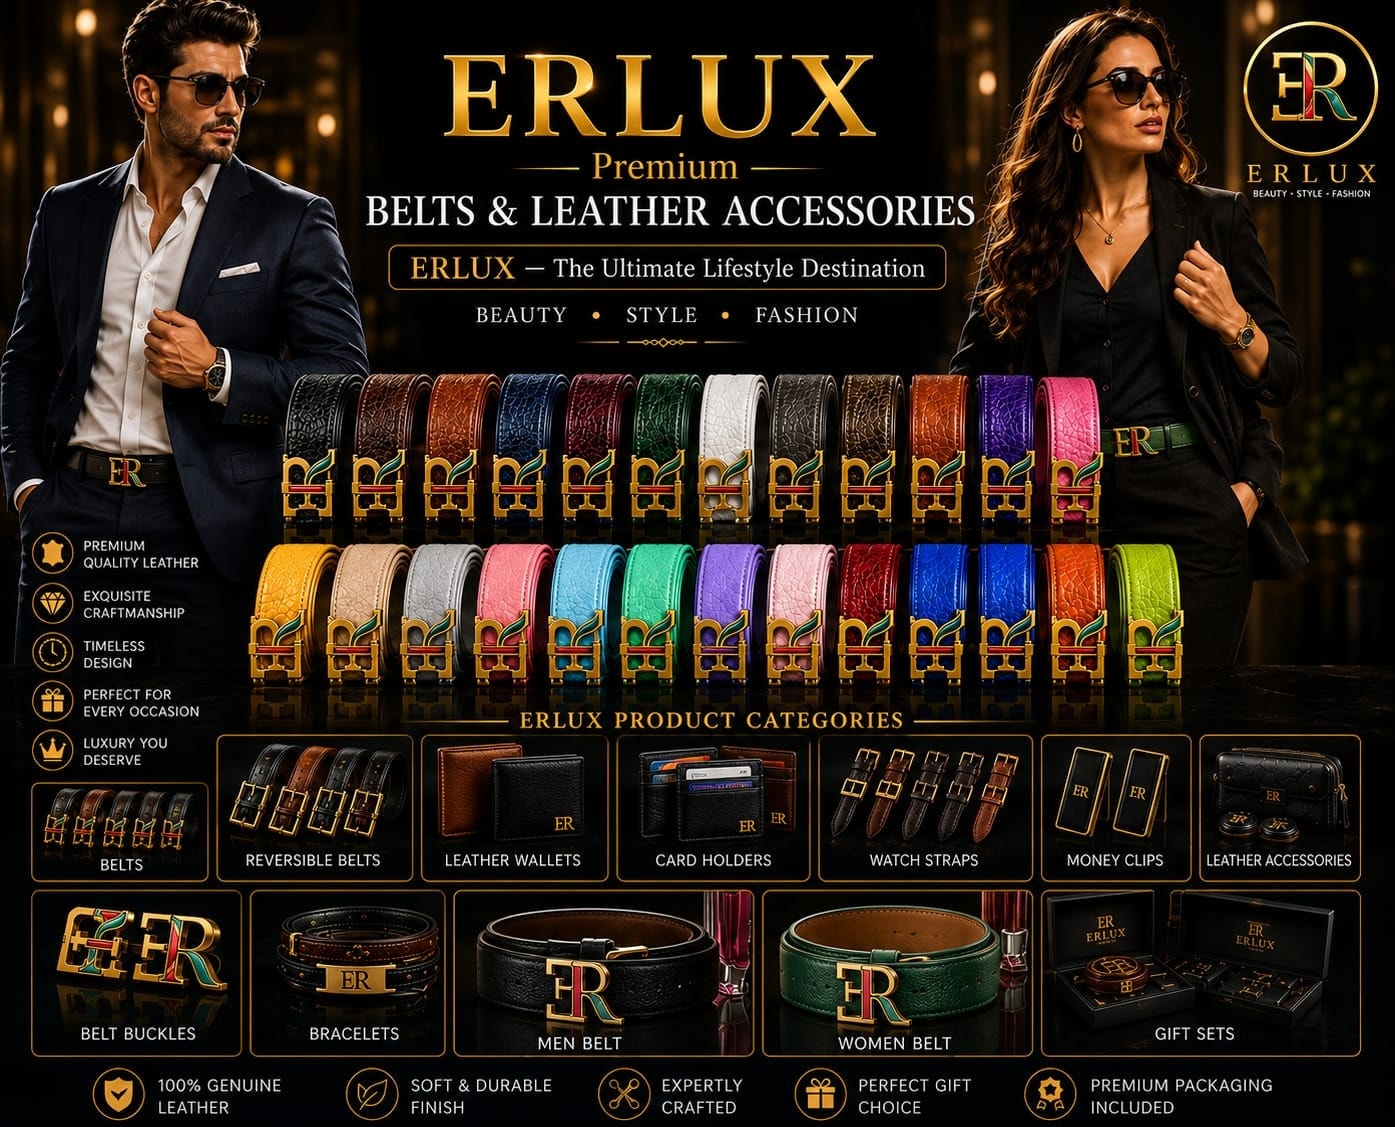 ERLUX
Premium
BELTS & LEATHER ACCESSORIES
ERLUX — The Ultimate Lifestyle Destination
BEAUTY • STYLE • FASHION
ER
ERLUX
BEAUTY • STYLE • FASHION
ER
ER
PREMIUM
QUALITY LEATHER
EXQUISITE
CRAFTMANSHIP
TIMELESS
DESIGN
PERFECT FOR
EVERY OCCASION
LUXURY YOU
DESERVE
ERLUX PRODUCT CATEGORIES
BELTS
REVERSIBLE BELTS
ER
LEATHER WALLETS
ER
ER
CARD HOLDERS
WATCH STRAPS
ER
ER
MONEY CLIPS
ER
LEATHER ACCESSORIES
ER
BELT BUCKLES
ER
BRACELETS
ER
MEN BELT
ER
WOMEN BELT
ER
ERLUX
ER
ERLUX
GIFT SETS
100% GENUINE
LEATHER
SOFT & DURABLE
FINISH
EXPERTLY
CRAFTED
PERFECT GIFT
CHOICE
PREMIUM PACKAGING
INCLUDED